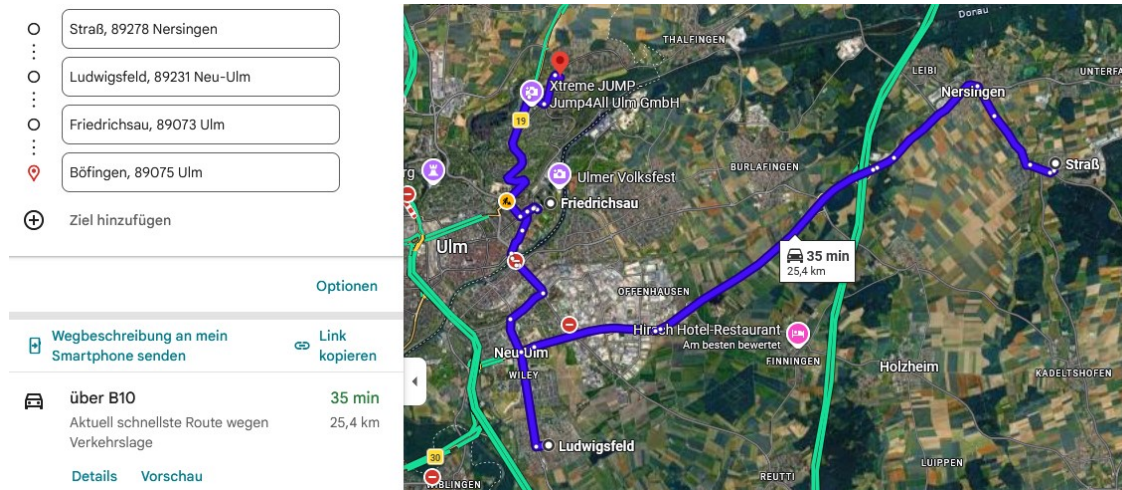 Straß, 89278 Nersingen
Ludwigsfeld, 89231 Neu-Ulm
Friedrichsau, 89073 Ulm
Böfingen, 89075 Ulm
Ziel hinzufügen
Optionen
Wegbeschreibung an mein
Smartphone senden
Link
kopieren
über B10
35 min
Aktuell schnellste Route wegen
Verkehrslage
25,4 km
Details
Vorschau
Donau
THALFINGEN
LEIBI
UNTERFA
Xtreme JUMP
Jump4All Ulm GmbH
Nersingen
19
BURLAFINGEN
Straß
rg
Ulmer Volksfest
Friedrichsau
Ulm
35 min
25,4 km
OFFENHAUSEN
Hirsch Hotel-Restaurant
Am besten bewertet
FINNINGEN
Neu-Ulm
WILEY
Holzheim
KADELTSHOFEN
Ludwigsfeld
30
WIBLINGEN
REUTTI
LUIPPEN